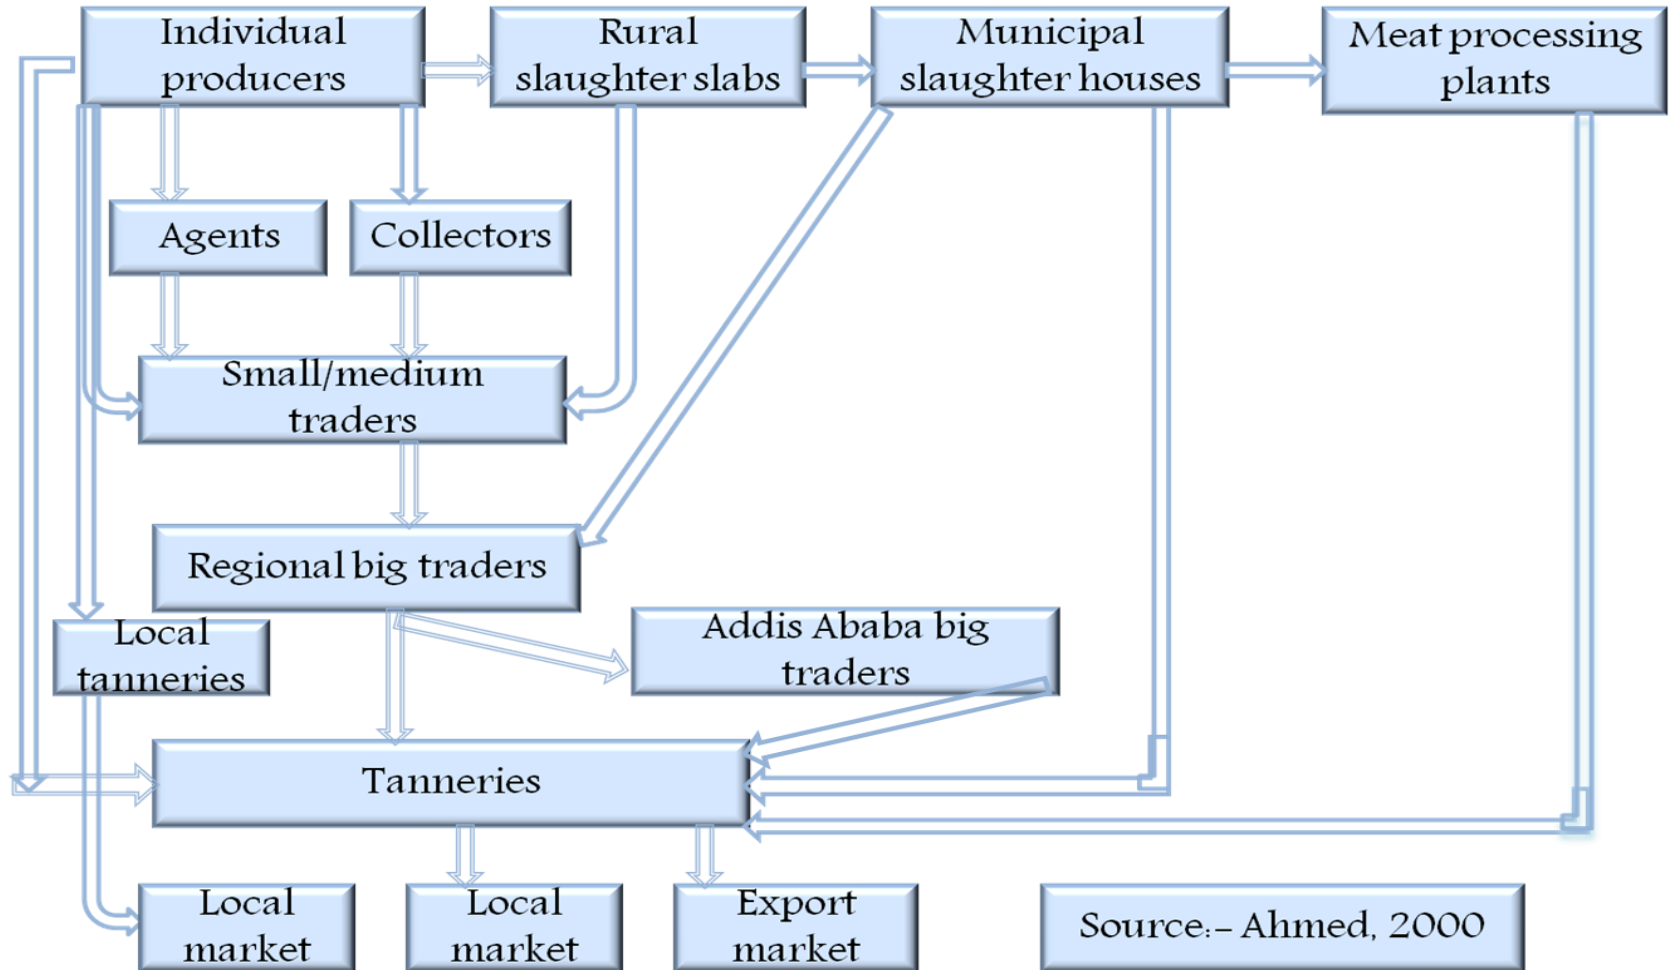 Individual
producers
Rural
slaughter slabs
Municipal
slaughter houses
Meat processing
plants
Agents
Collectors
Small/medium
traders
Regional big traders
Local
tanneries
Addis Ababa big
traders
Tanneries
Local
market
Local
market
Export
market
Source:- Ahmed, 2000